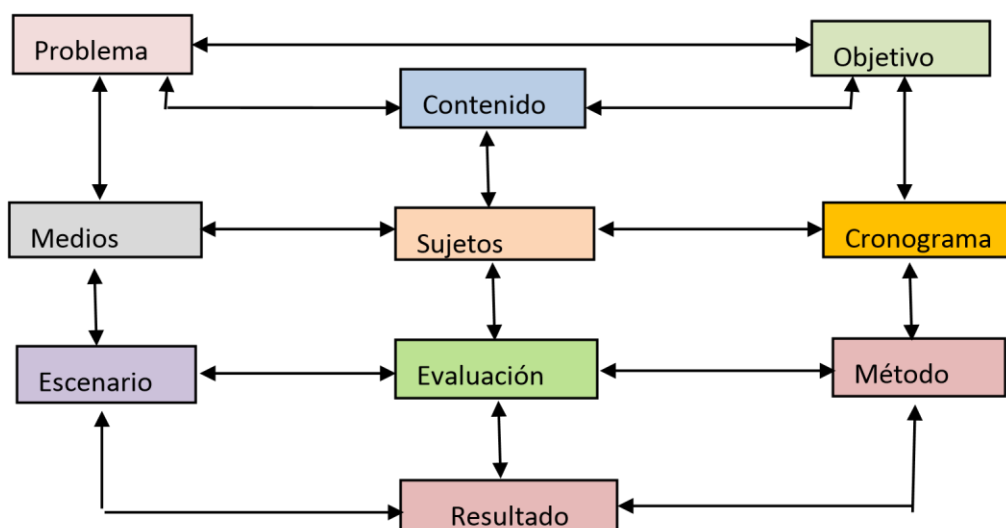 Problema
Objetivo
Contenido
Medios
Sujetos
Cronograma
Escenario
Evaluación
Método
Resultado